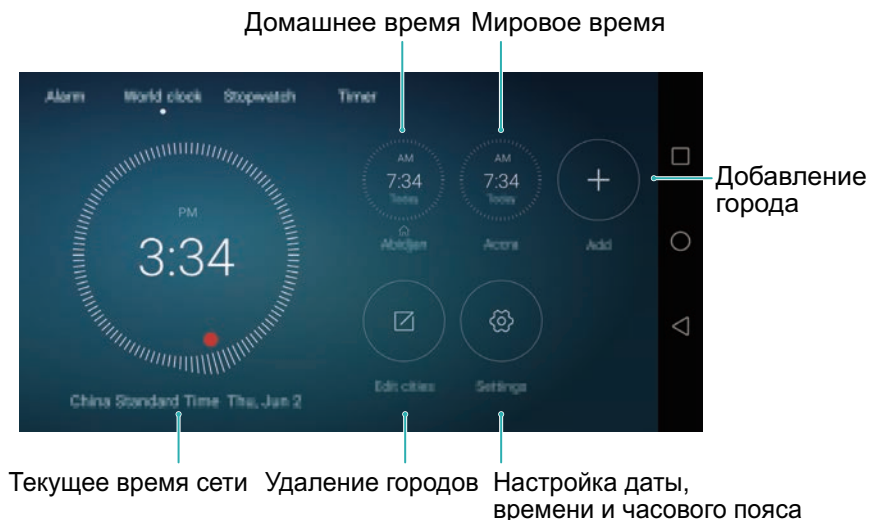 Домашнее время Мировое время
Alarm World clock Stopwatch Timer
AM
7:34
Today
Abidjan
AM
7:34
Today
Accra
Add
Добавление
города
PM
3:34
China Standard Time Thu, Jun 2
Edit cities
Settings
Текущее время сети
Удаление городов
Настройка даты,
времени и часового пояса